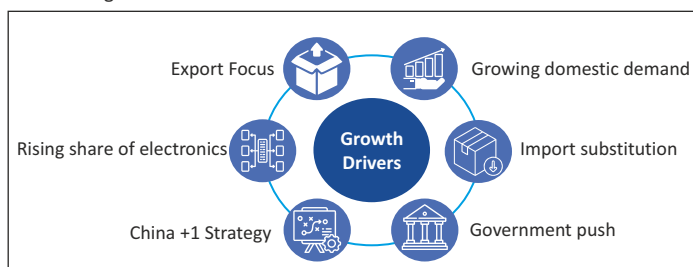 Export Focus
Growing domestic demand
Rising share of electronics
Growth
Drivers
Import substitution
China +1 Strategy
Government push